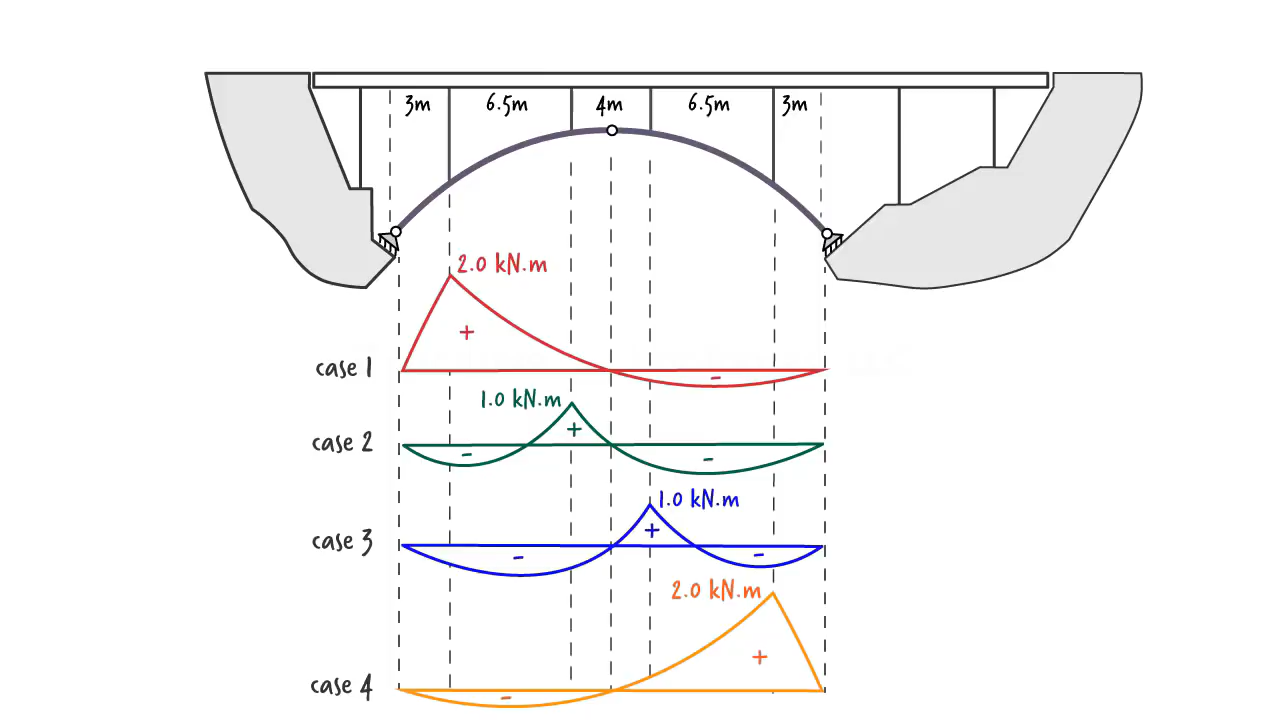 3m 6.5m 4m 6.5m 3m
2.0 kN.m
+
case 1
-
1.0 kN.m
+
case 2
-
-
1.0 kN.m
+
case 3
-
-
2.0 kN.m
+
case 4
-